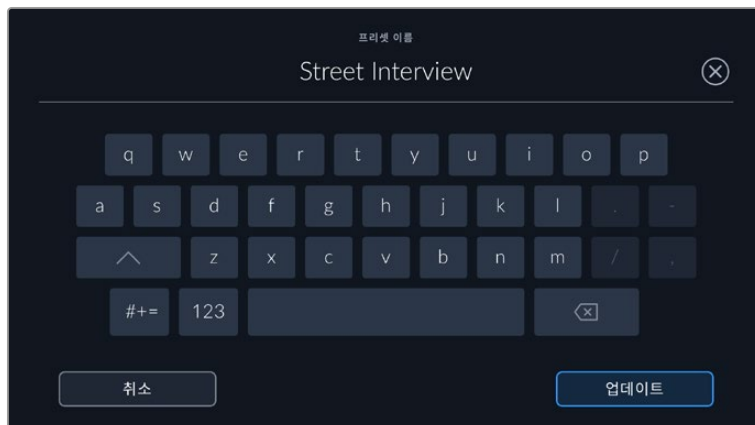 프리셋 이름
Street Interview
q w e r t y u i o p
a s d f g h j k l . -
z x c v b n m / ,
#+= 123
취소 업데이트